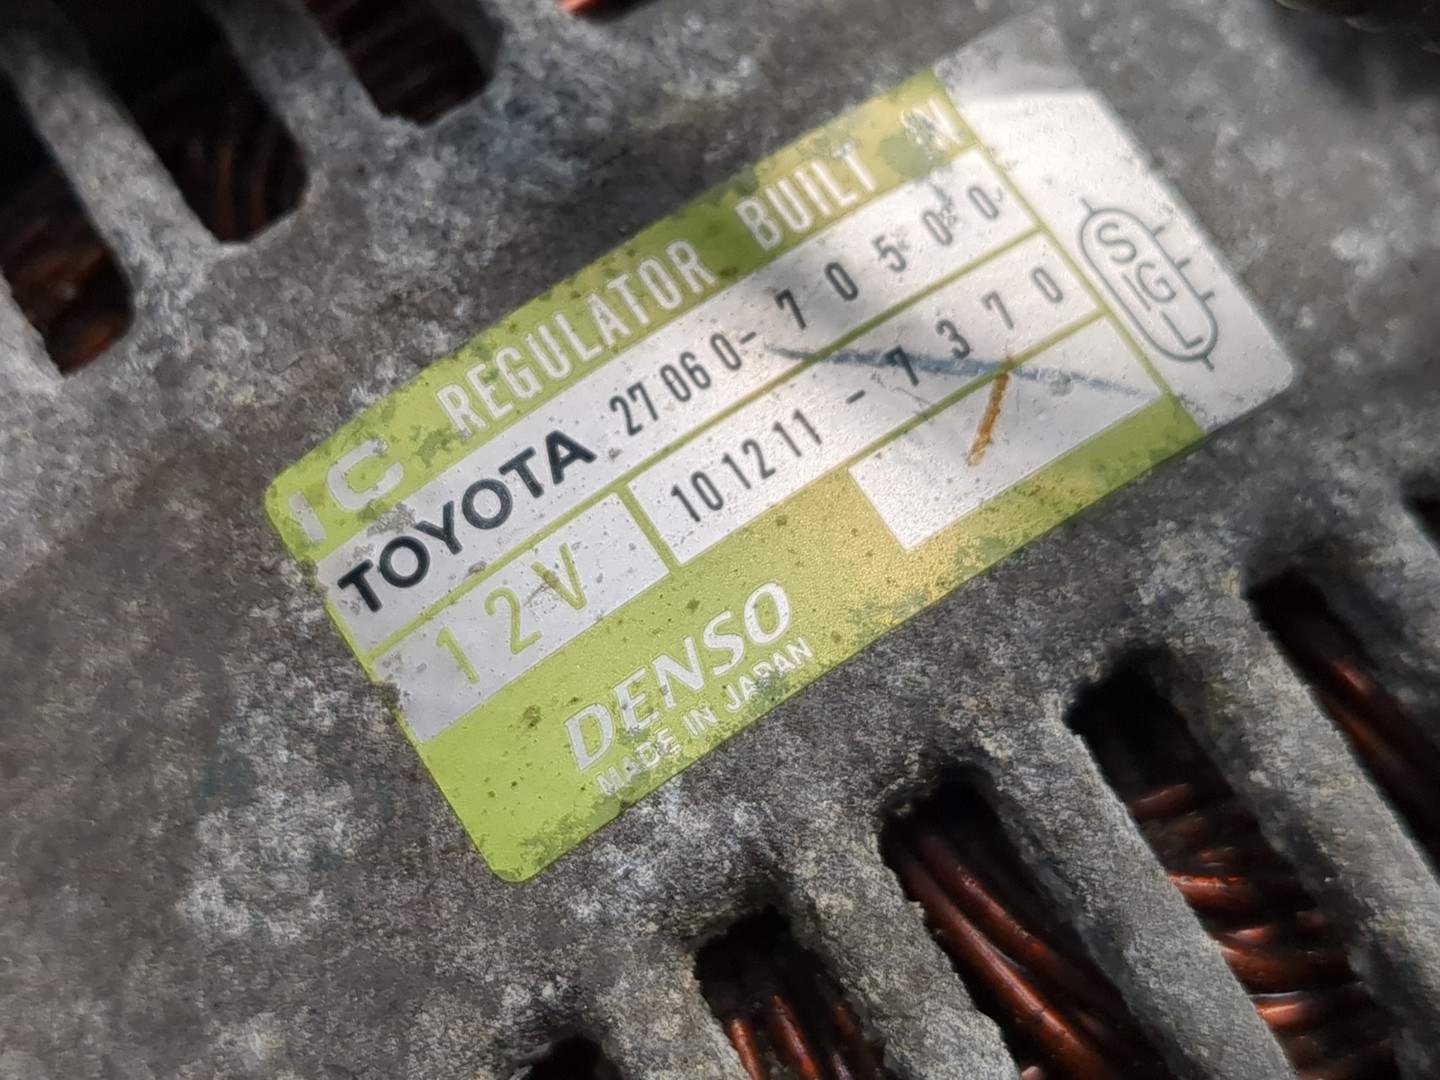 IC REGULATOR BUILT IN
TOYOTA 27060-70500
12V 101211-7370
DENSO
MADE IN JAPAN
S
IG
L